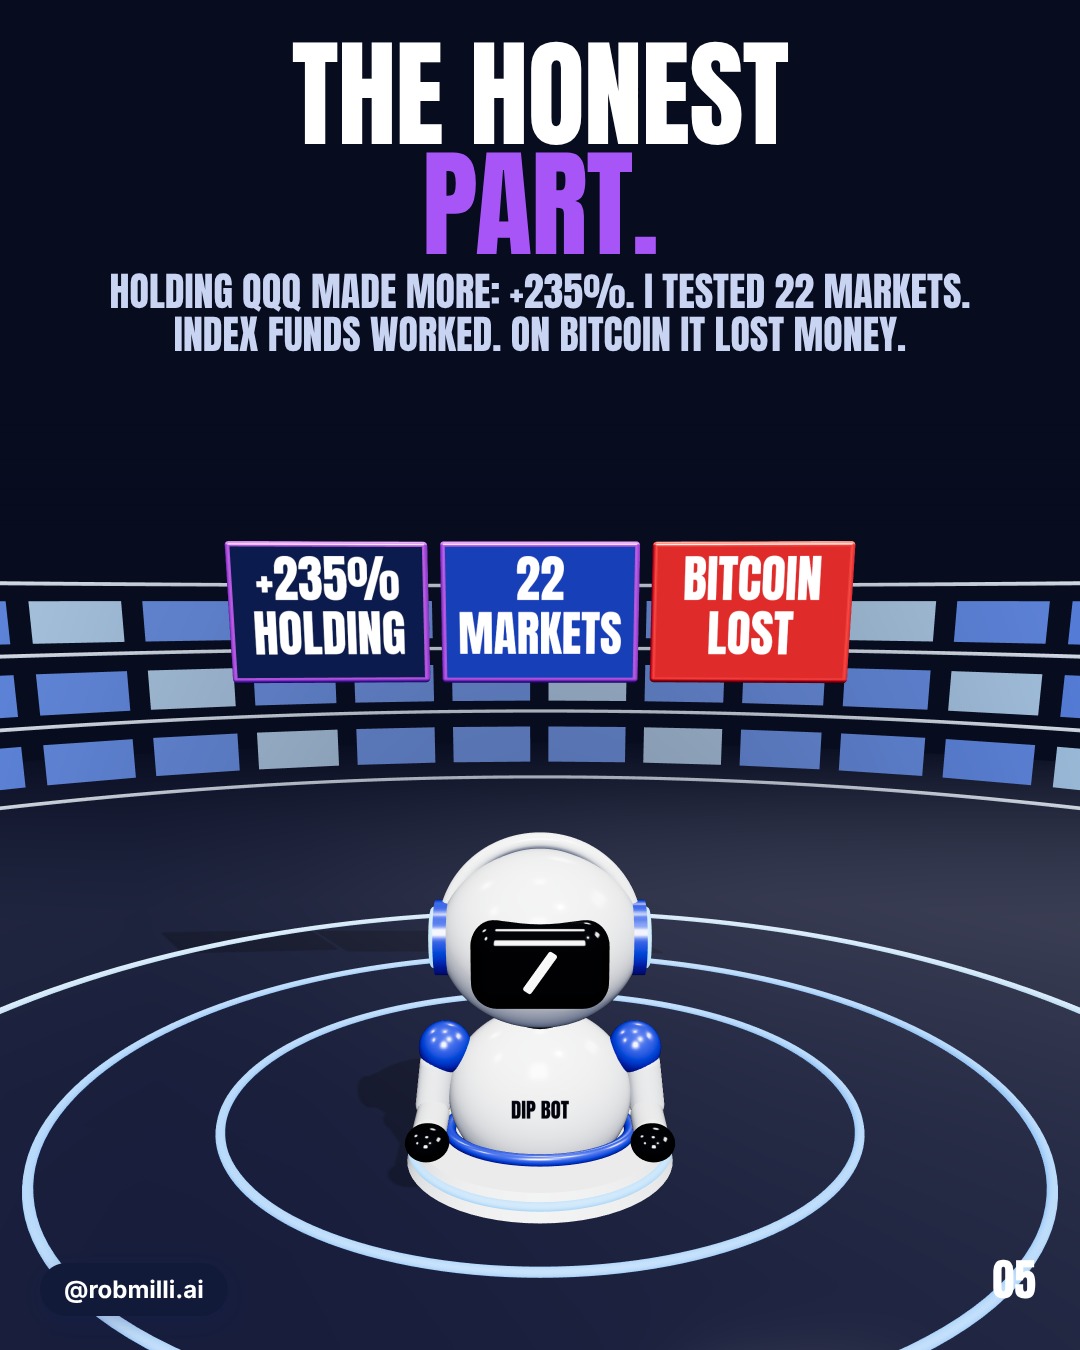 THE HONEST
PART.
HOLDING QQQ MADE MORE: +235%. I TESTED 22 MARKETS.
INDEX FUNDS WORKED. ON BITCOIN IT LOST MONEY.
+235%
HOLDING
22
MARKETS
BITCOIN
LOST
DIP BOT
@robmilli.ai
05